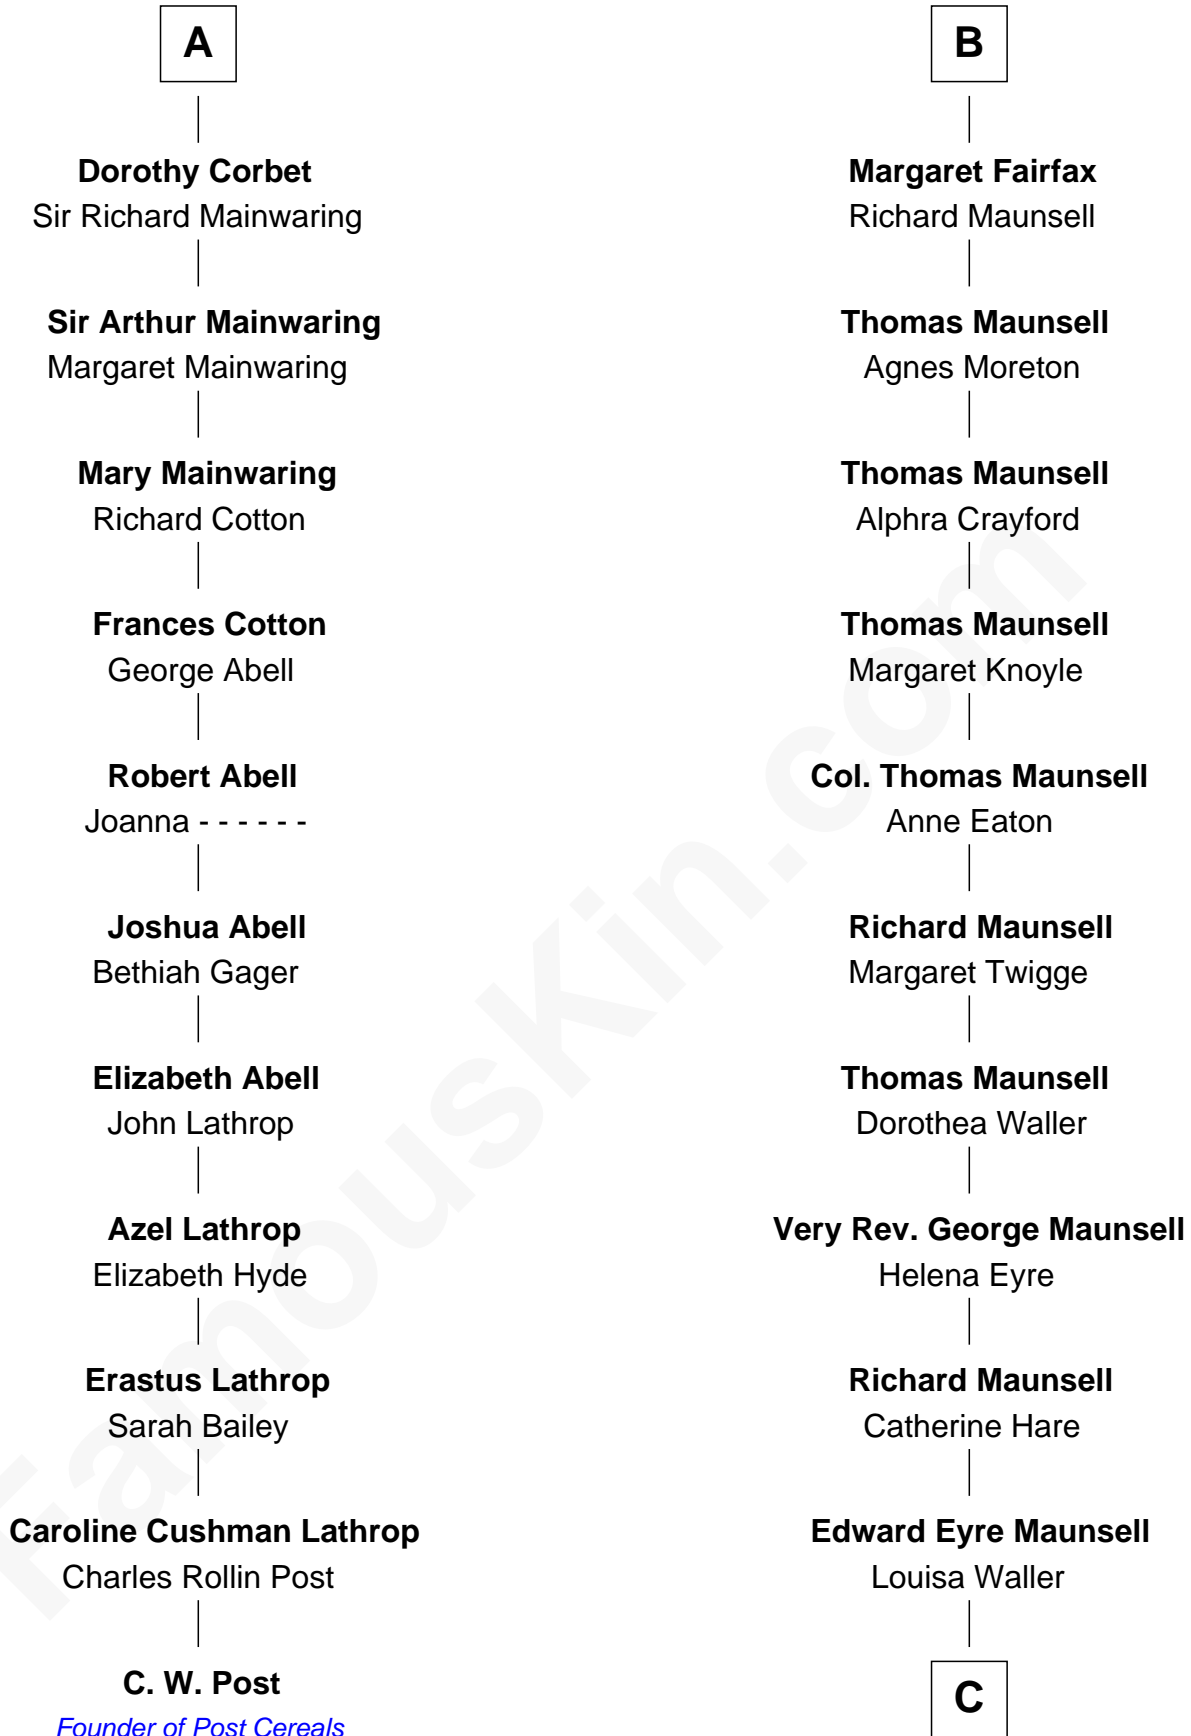 A
Dorothy Corbet
Sir Richard Mainwaring
Sir Arthur Mainwaring
Margaret Mainwaring
Mary Mainwaring
Richard Cotton
Frances Cotton
George Abell
Robert Abell
Joanna - - - - - -
Joshua Abell
Bethiah Gager
Elizabeth Abell
John Lathrop
Azel Lathrop
Elizabeth Hyde
Erastus Lathrop
Sarah Bailey
Caroline Cushman Lathrop
Charles Rollin Post
C. W. Post
Founder of Post Cereals
B
Margaret Fairfax
Richard Maunsell
Thomas Maunsell
Agnes Moreton
Thomas Maunsell
Alphra Crayford
Thomas Maunsell
Margaret Knoyle
Col. Thomas Maunsell
Anne Eaton
Richard Maunsell
Margaret Twigge
Thomas Maunsell
Dorothea Waller
Very Rev. George Maunsell
Helena Eyre
Richard Maunsell
Catherine Hare
Edward Eyre Maunsell
Louisa Waller
C
FamousKin.com